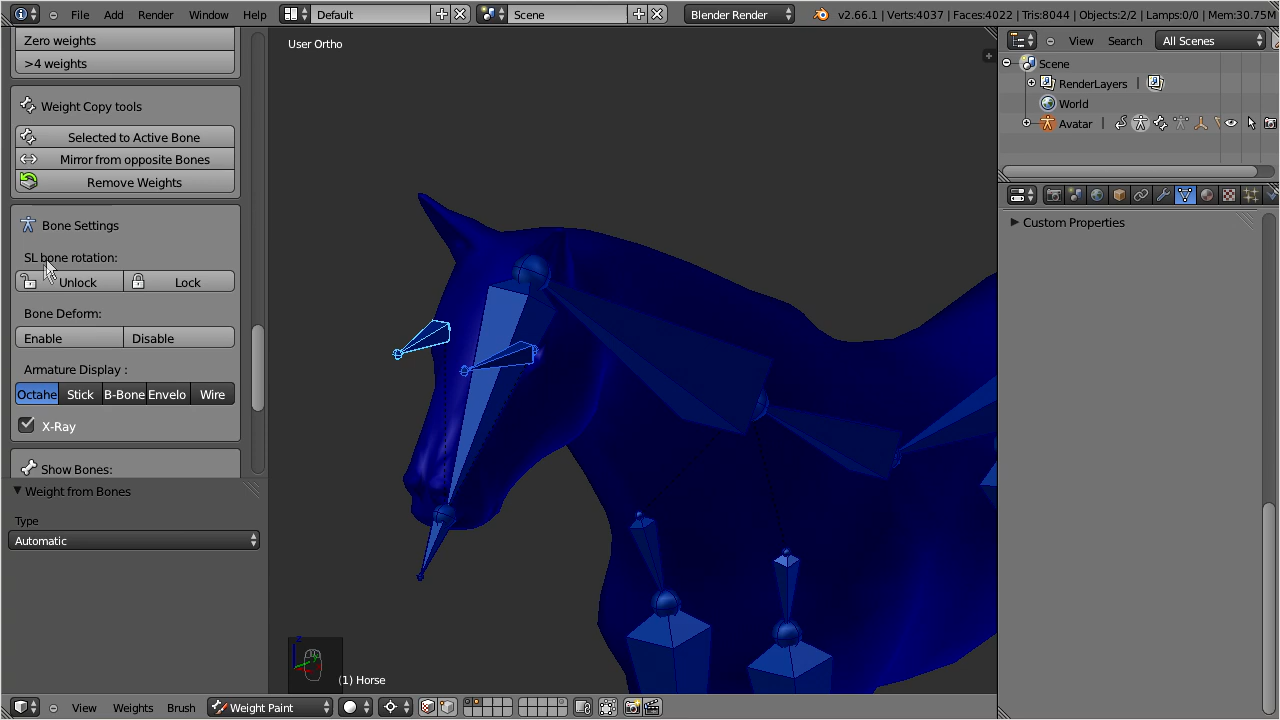 File Add Render Window Help Default Scene Blender Render v2.66.1 | Verts:4037 | Faces:4022 | Tris:8044 | Objects:2/2 | Lamps:0/0 | Mem:30.75M
Zero weights
>4 weights
Weight Copy tools
Selected to Active Bone
Mirror from opposite Bones
Remove Weights
Bone Settings
SL bone rotation:
Unlock Lock
Bone Deform:
Enable Disable
Armature Display :
Octahe Stick B-Bone Envelo Wire
X-Ray
Show Bones:
Weight from Bones
Type
Automatic
User Ortho
(1) Horse
View Weights Brush Weight Paint
View Search All Scenes
Scene
RenderLayers |
World
Avatar |
Custom Properties